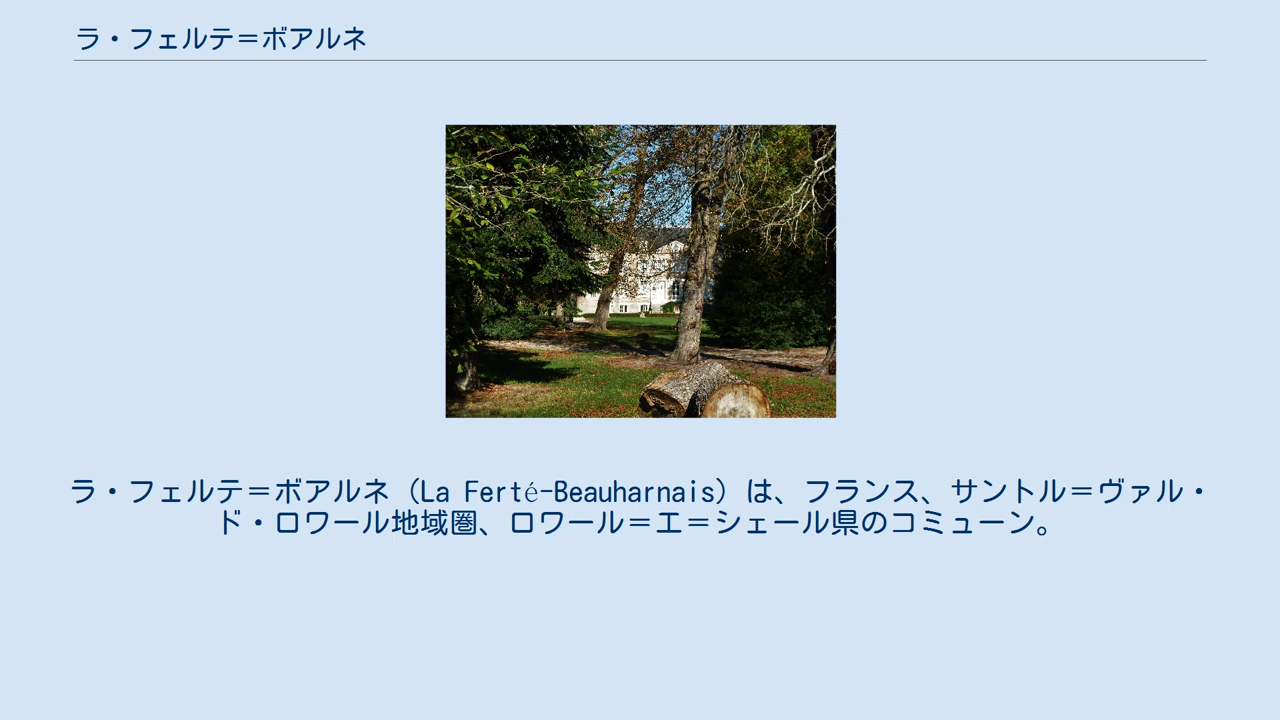 ラ・フェルテ＝ボアルネ
ラ・フェルテ＝ボアルネ（La Ferté-Beauharnais）は、フランス、サントル＝ヴァル・
ド・ロワール地域圏、ロワール＝エ＝シェール県のコミューン。